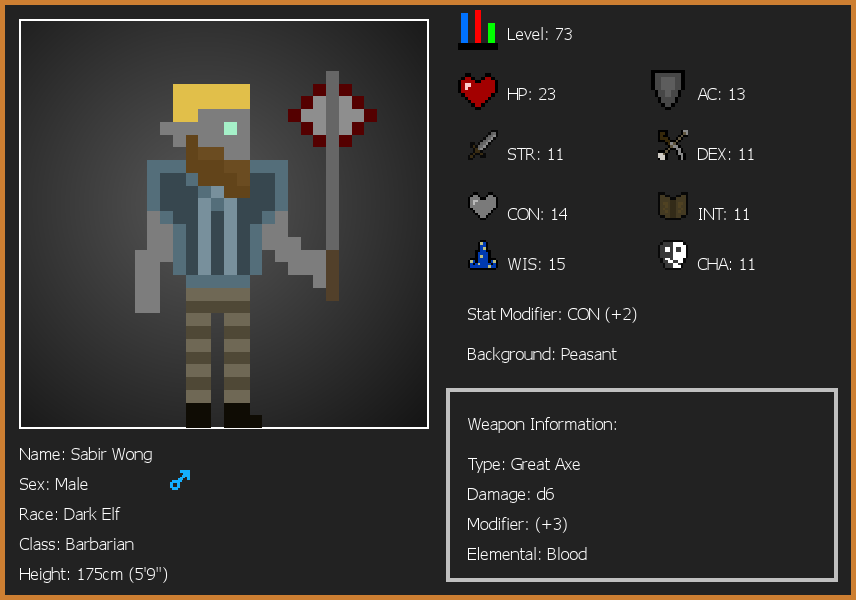 Level: 73
HP: 23
AC: 13
STR: 11
DEX: 11
CON: 14
INT: 11
WIS: 15
CHA: 11
Stat Modifier: CON (+2)
Background: Peasant
Weapon Information:
Type: Great Axe
Damage: d6
Modifier: (+3)
Elemental: Blood
Name: Sabir Wong
Sex: Male
Race: Dark Elf
Class: Barbarian
Height: 175cm (5'9")